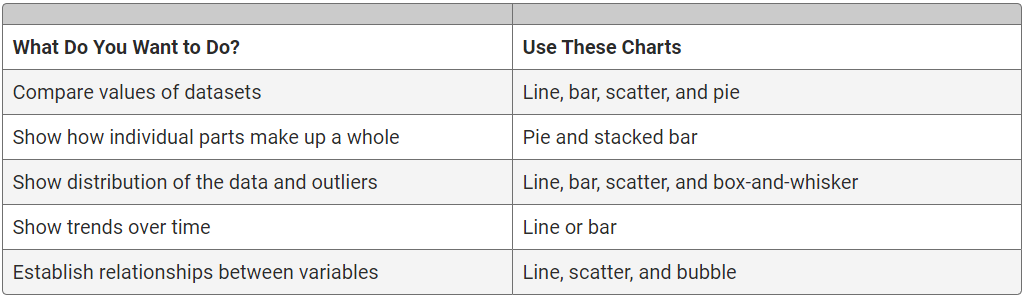 What Do You Want to Do? Use These Charts
Compare values of datasets Line, bar, scatter, and pie
Show how individual parts make up a whole Pie and stacked bar
Show distribution of the data and outliers Line, bar, scatter, and box-and-whisker
Show trends over time Line or bar
Establish relationships between variables Line, scatter, and bubble